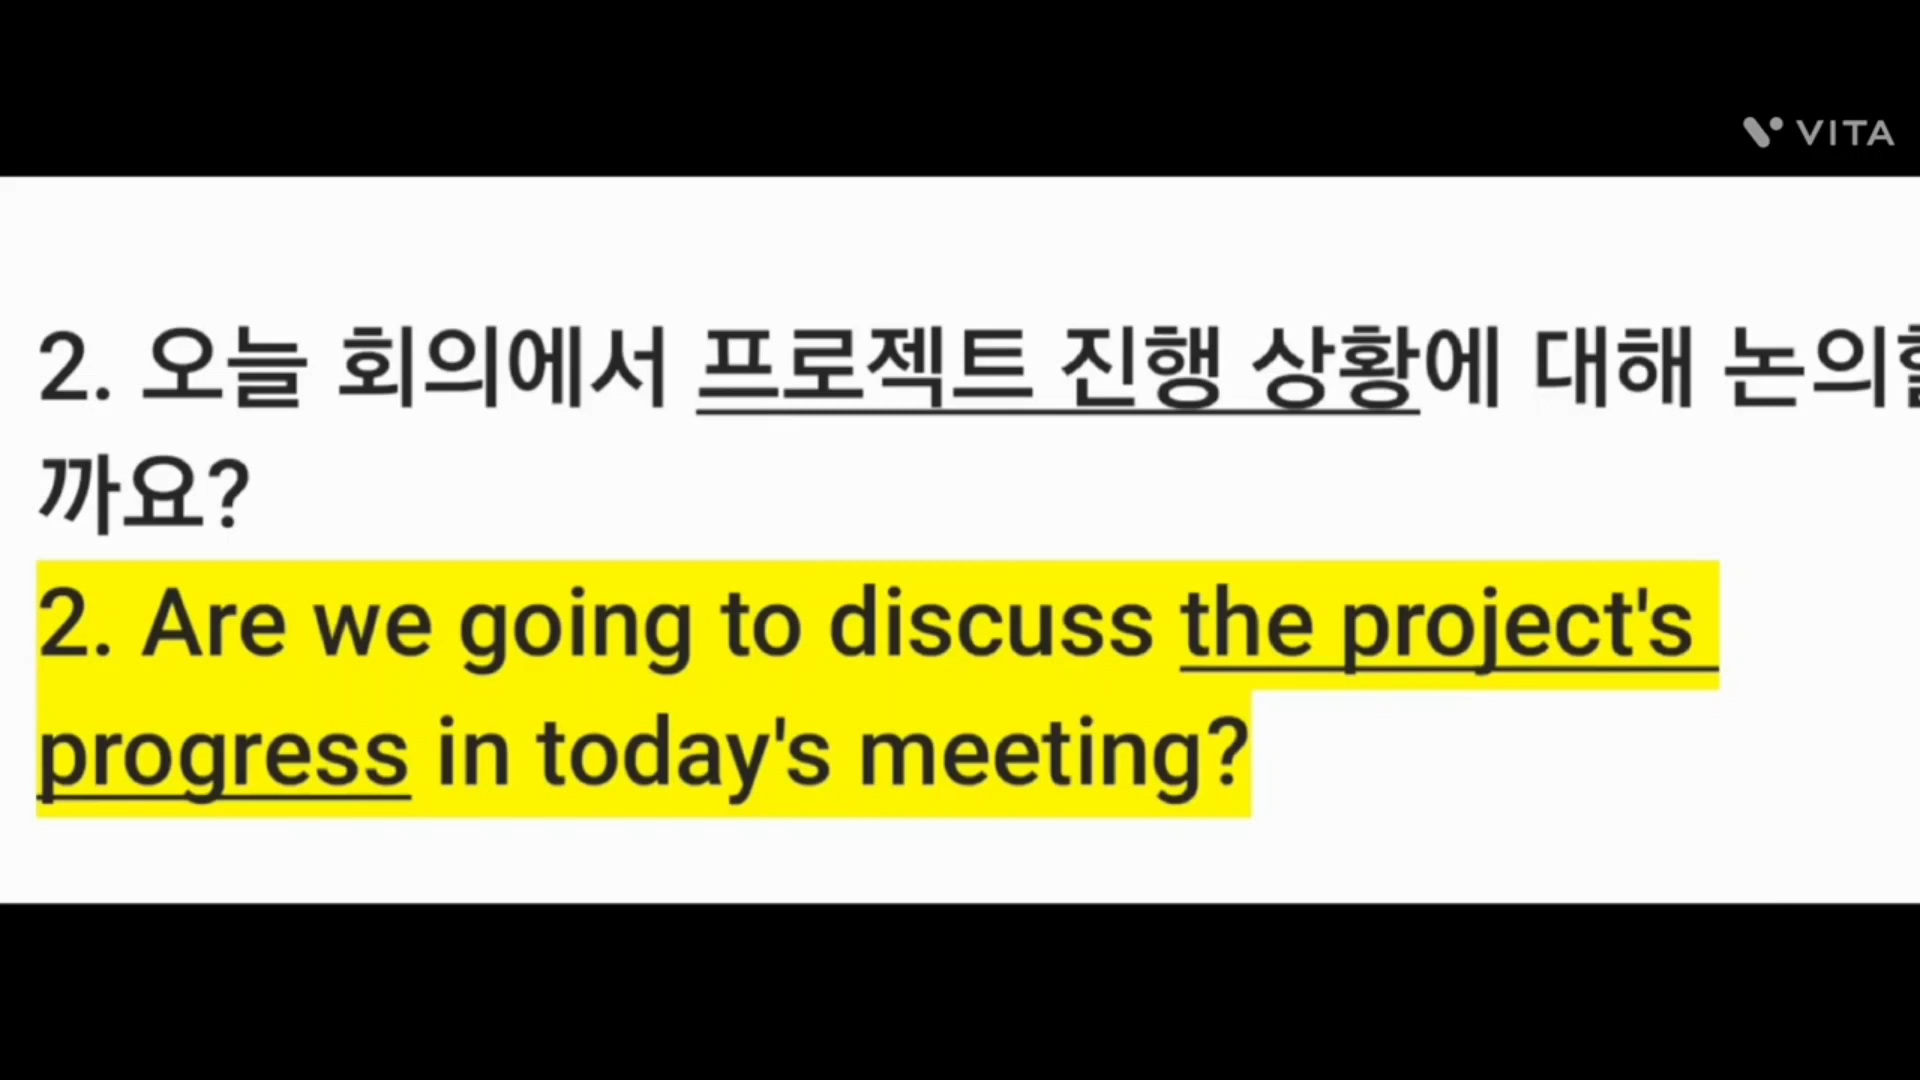 VITA
2. 오늘 회의에서 프로젝트 진행 상황에 대해 논의할
까요?
2. Are we going to discuss the project's
progress in today's meeting?